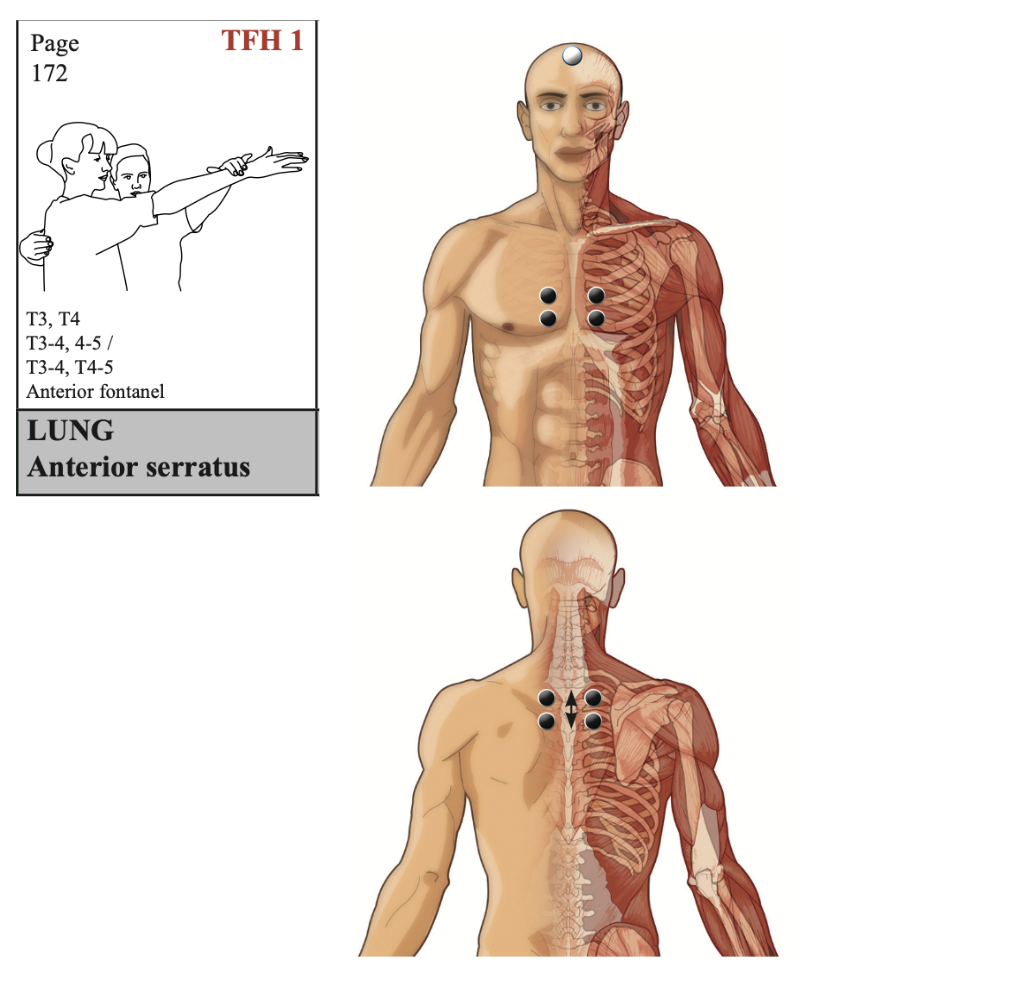 Page
172
TFH 1
T3, T4
T3-4, 4-5 /
T3-4, T4-5
Anterior fontanel
LUNG
Anterior serratus